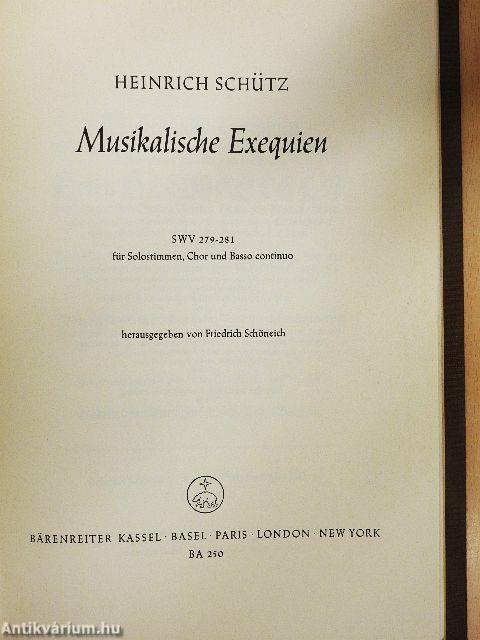 HEINRICH SCHÜTZ
Musikalische Exequien
SWV 279-281
für Solostimmen, Chor und Basso continuo
herausgegeben von Friedrich Schöneich
BÄRENREITER KASSEL · BASEL · PARIS · LONDON · NEW YORK
BA 250
Antikvárium.hu